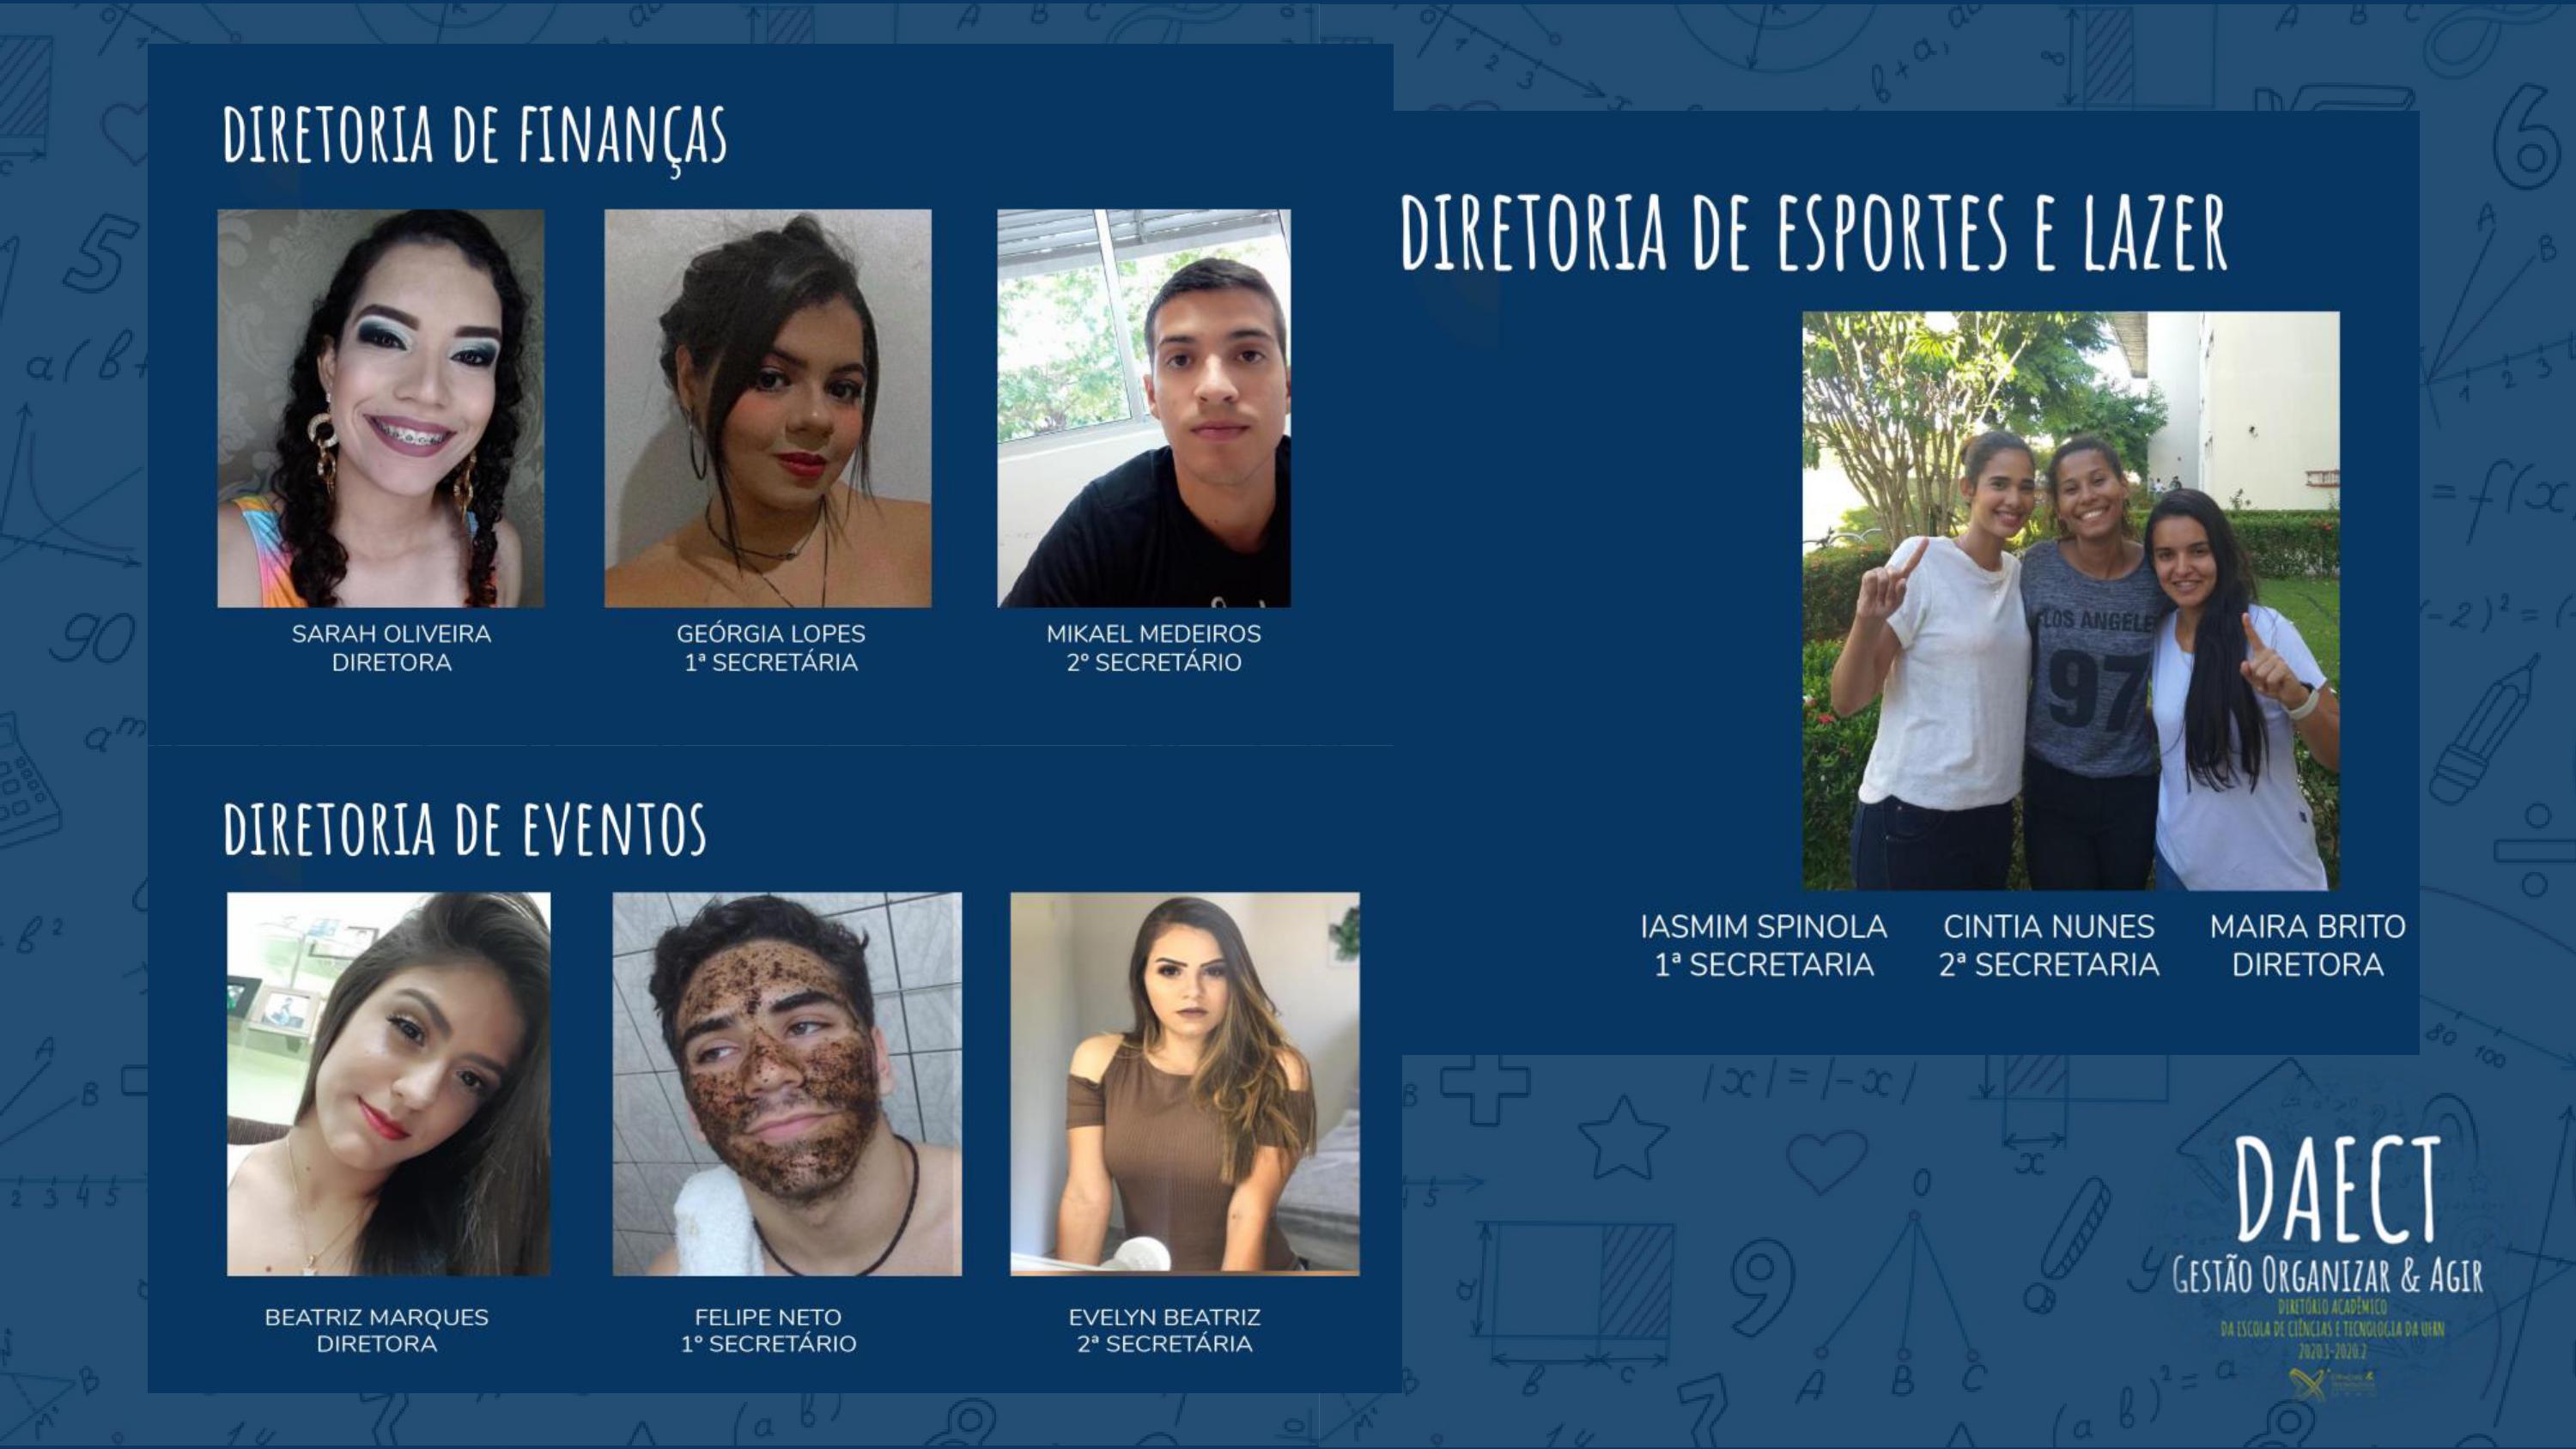 DIRETORIA DE FINANÇAS
SARAH OLIVEIRA
DIRETORA
GEÓRGIA LOPES
1ª SECRETÁRIA
MIKAEL MEDEIROS
2º SECRETÁRIO
DIRETORIA DE EVENTOS
BEATRIZ MARQUES
DIRETORA
FELIPE NETO
1º SECRETÁRIO
EVELYN BEATRIZ
2ª SECRETÁRIA
DIRETORIA DE ESPORTES E LAZER
LOS ANGELE
97
IASMIM SPINOLA
1ª SECRETARIA
CINTIA NUNES
2ª SECRETARIA
MAIRA BRITO
DIRETORA
|x|=|-x|
DAECT
GESTÃO ORGANIZAR & AGIR
DIRETÓRIO ACADÊMICO
DA ESCOLA DE CIÊNCIAS E TECNOLOGIA DA UFRN
2020.1-2020.2